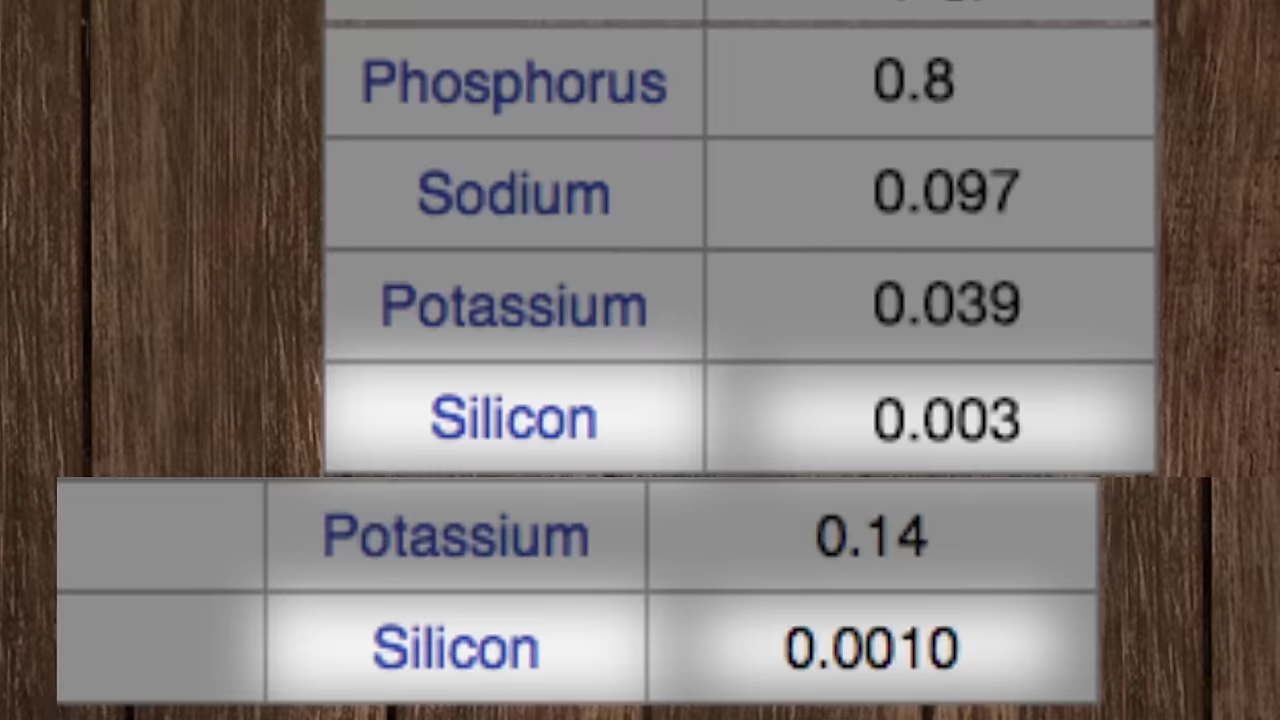 Phosphorus 0.8
Sodium 0.097
Potassium 0.039
Silicon 0.003
Potassium 0.14
Silicon 0.0010